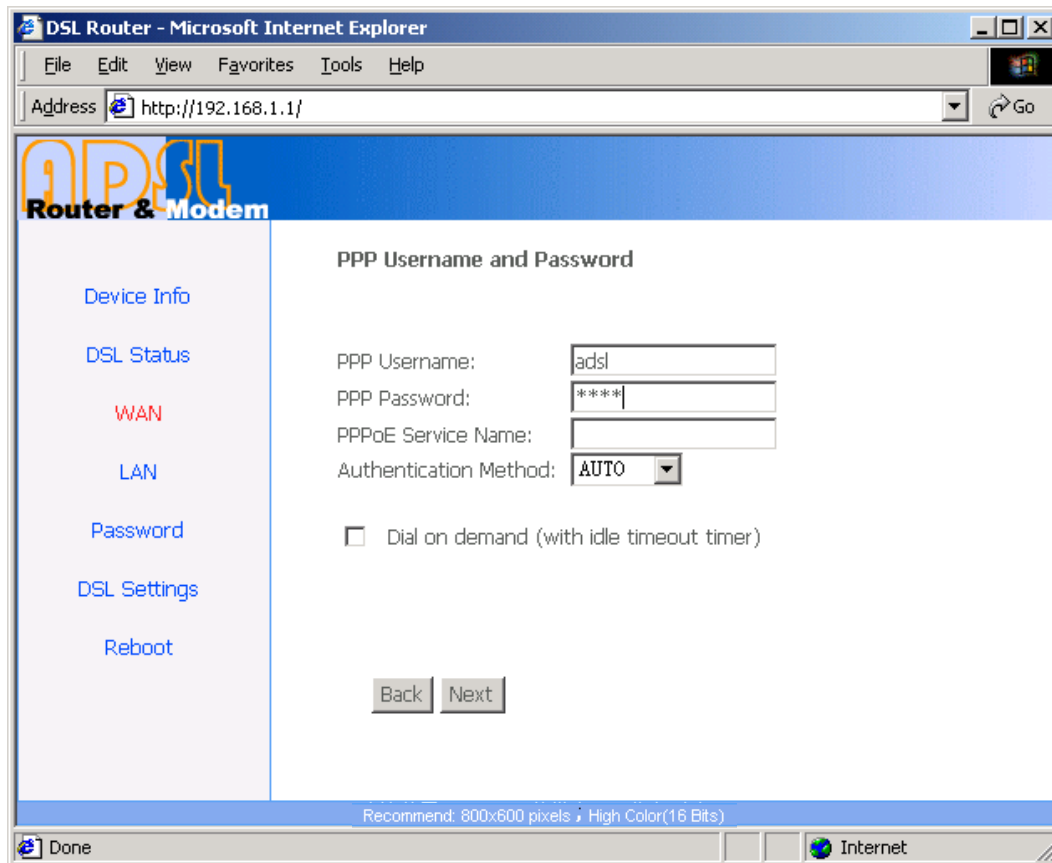 DSL Router - Microsoft Internet Explorer
File Edit View Favorites Tools Help
Address http://192.168.1.1/ Go
ADSL
Router & Modem
PPP Username and Password
Device Info
DSL Status
WAN
LAN
Password
DSL Settings
Reboot
PPP Username: adsl
PPP Password: ****
PPPoE Service Name:
Authentication Method: AUTO
Dial on demand (with idle timeout timer)
Back Next
Recommend: 800x600 pixels ; High Color(16 Bits)
Done Internet